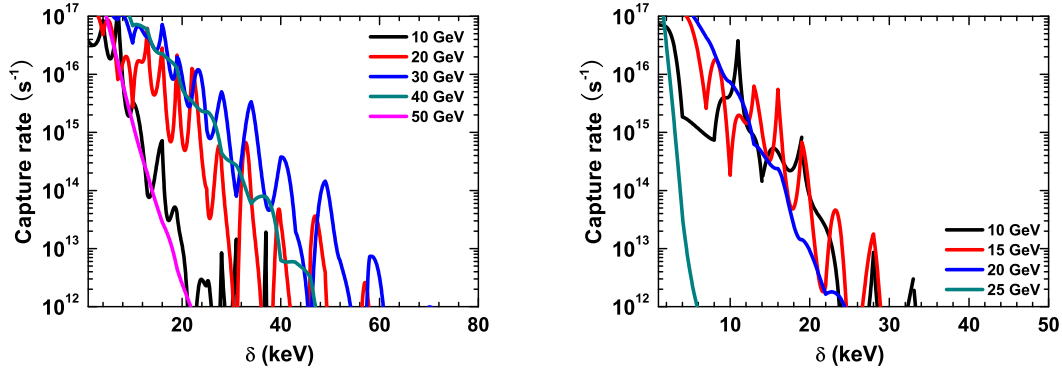 10^17
10^16
10^15
10^14
10^13
10^12
Capture rate (s^-1)
20
40
60
80
δ (keV)
10 GeV
20 GeV
30 GeV
40 GeV
50 GeV
10^17
10^16
10^15
10^14
10^13
10^12
Capture rate (s^-1)
10
20
30
40
50
δ (keV)
10 GeV
15 GeV
20 GeV
25 GeV